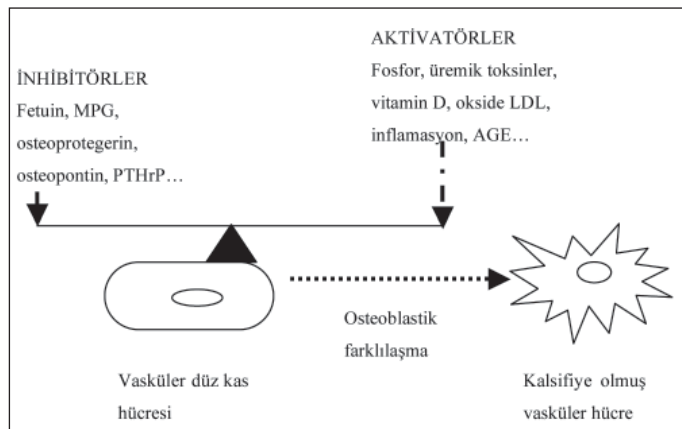 İNHİBİTÖRLER
Fetuin, MPG,
osteoprotegerin,
osteopontin, PTHrP…
AKTİVATÖRLER
Fosfor, üremik toksinler,
vitamin D, okside LDL,
inflamasyon, AGE…
Osteoblastik
farklılaşma
Vasküler düz kas
hücresi
Kalsifiye olmuş
vasküler hücre